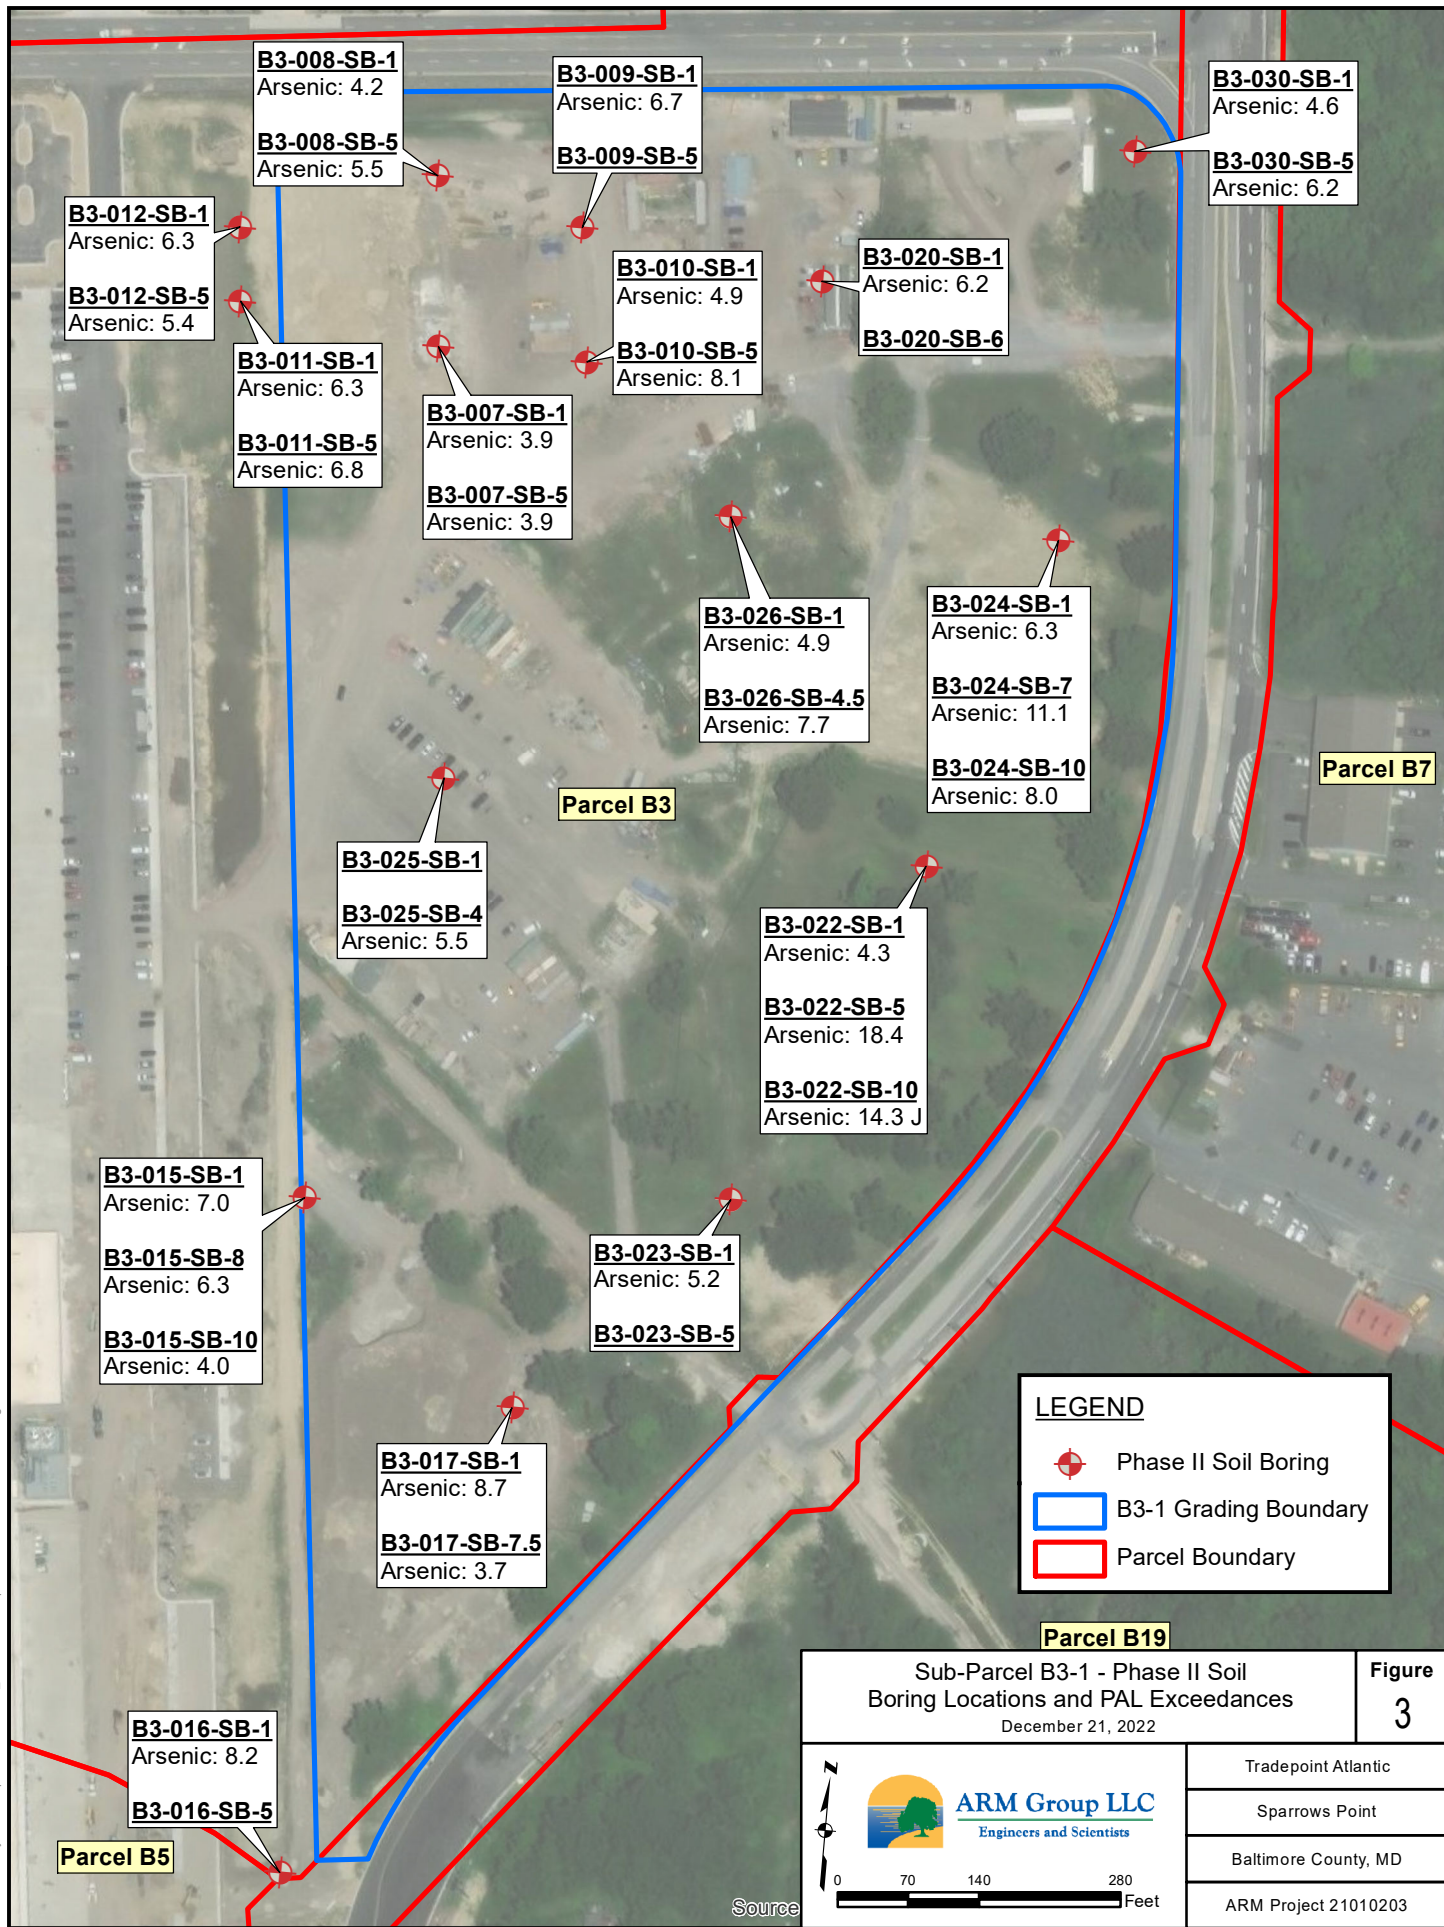 B3-008-SB-1
Arsenic: 4.2
B3-008-SB-5
Arsenic: 5.5
B3-009-SB-1
Arsenic: 6.7
B3-009-SB-5
B3-030-SB-1
Arsenic: 4.6
B3-030-SB-5
Arsenic: 6.2
B3-012-SB-1
Arsenic: 6.3
B3-012-SB-5
Arsenic: 5.4
B3-010-SB-1
Arsenic: 4.9
B3-010-SB-5
Arsenic: 8.1
B3-020-SB-1
Arsenic: 6.2
B3-020-SB-6
B3-011-SB-1
Arsenic: 6.3
B3-011-SB-5
Arsenic: 6.8
B3-007-SB-1
Arsenic: 3.9
B3-007-SB-5
Arsenic: 3.9
B3-026-SB-1
Arsenic: 4.9
B3-026-SB-4.5
Arsenic: 7.7
B3-024-SB-1
Arsenic: 6.3
B3-024-SB-7
Arsenic: 11.1
B3-024-SB-10
Arsenic: 8.0
Parcel B7
Parcel B3
B3-025-SB-1
B3-025-SB-4
Arsenic: 5.5
B3-022-SB-1
Arsenic: 4.3
B3-022-SB-5
Arsenic: 18.4
B3-022-SB-10
Arsenic: 14.3 J
B3-015-SB-1
Arsenic: 7.0
B3-015-SB-8
Arsenic: 6.3
B3-015-SB-10
Arsenic: 4.0
B3-023-SB-1
Arsenic: 5.2
B3-023-SB-5
B3-017-SB-1
Arsenic: 8.7
B3-017-SB-7.5
Arsenic: 3.7
LEGEND
Phase II Soil Boring
B3-1 Grading Boundary
Parcel Boundary
Parcel B19
B3-016-SB-1
Arsenic: 8.2
B3-016-SB-5
Parcel B5
Sub-Parcel B3-1 - Phase II Soil
Boring Locations and PAL Exceedances
December 21, 2022
Figure
3
N
ARM Group LLC
Engineers and Scientists
0 70 140 280
Feet
Tradepoint Atlantic
Sparrows Point
Baltimore County, MD
ARM Project 21010203
Source